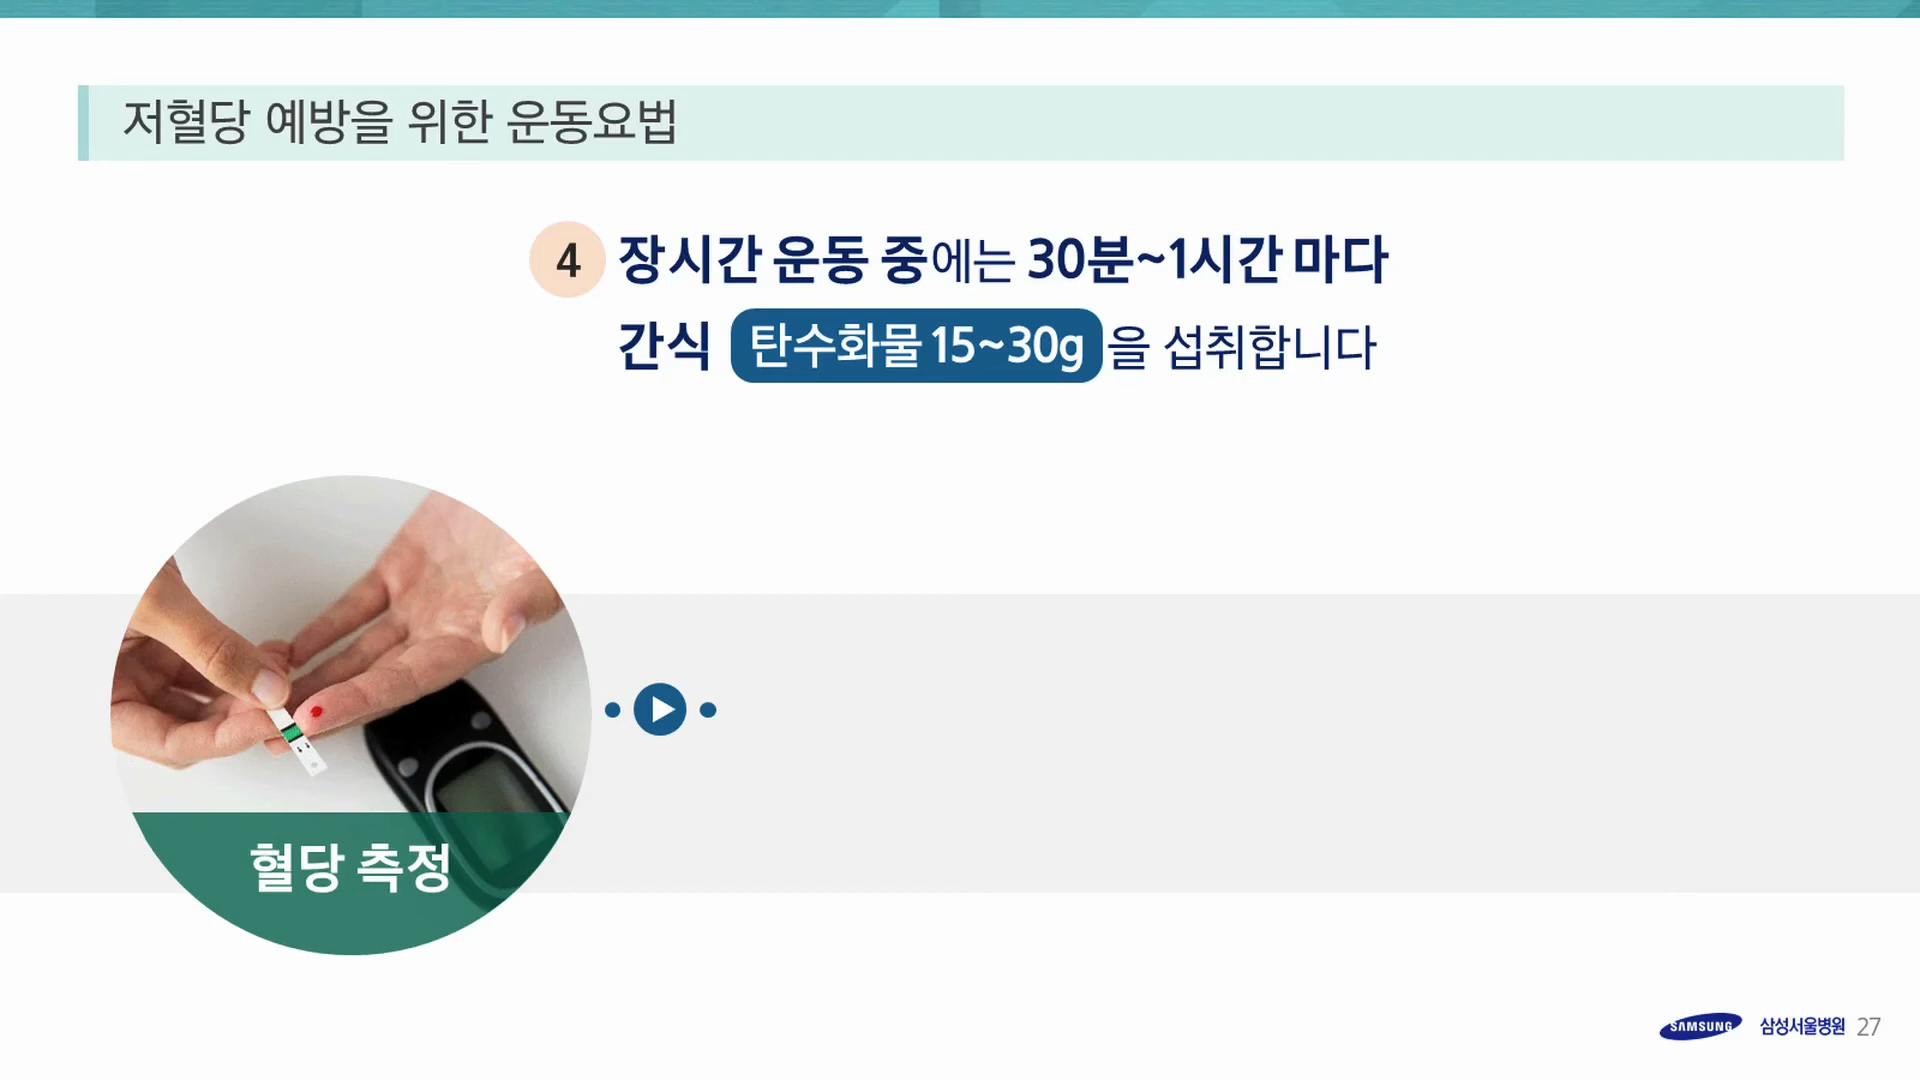 저혈당 예방을 위한 운동요법
4 장시간 운동 중에는 30분~1시간 마다
간식 탄수화물 15~30g 을 섭취합니다
혈당 측정
SAMSUNG 삼성서울병원 27